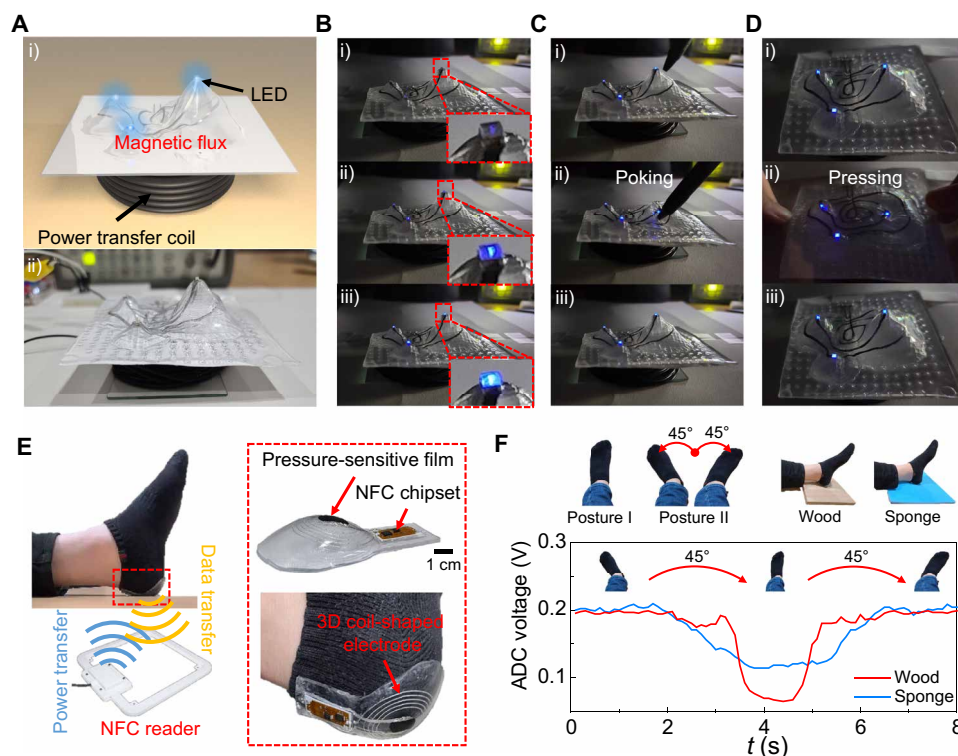 A
i)
LED
Magnetic flux
Power transfer coil
ii)
B
i)
ii)
iii)
C
i)
ii)
Poking
iii)
D
i)
ii)
Pressing
iii)
E
Pressure-sensitive film
NFC chipset
1 cm
Data transfer
Power transfer
NFC reader
3D coil-shaped
electrode
F
45°
45°
Posture I
Posture II
Wood
Sponge
0.3
45°
45°
0.2
0.1
ADC voltage (V)
Wood
Sponge
0
2
4
6
8
t (s)